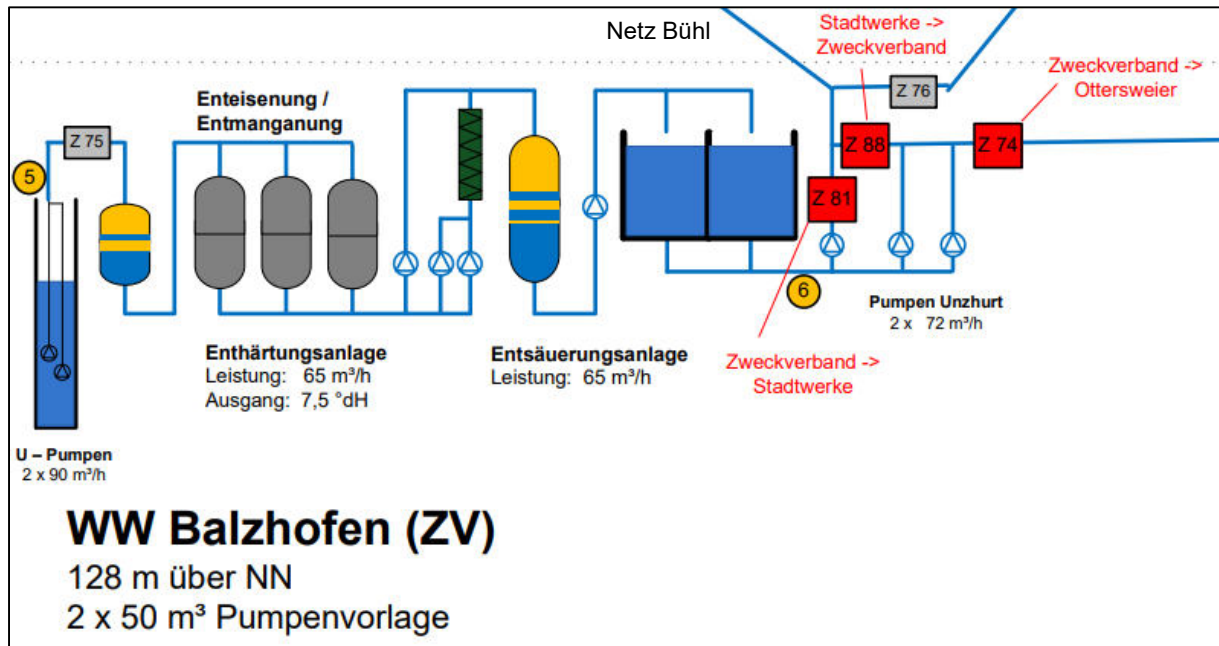 Netz Bühl
Stadtwerke ->
Zweckverband
Zweckverband ->
Ottersweier
Z 76
Enteisenung /
Entmanganung
Z 75
Z 88
Z 74
5
Z 81
6
Pumpen Unzhurt
2 x 72 m³/h
Enthärtungsanlage
Leistung: 65 m³/h
Ausgang: 7,5 °dH
Entsäuerungsanlage
Leistung: 65 m³/h
Zweckverband ->
Stadtwerke
U – Pumpen
2 x 90 m³/h
WW Balzhofen (ZV)
128 m über NN
2 x 50 m³ Pumpenvorlage